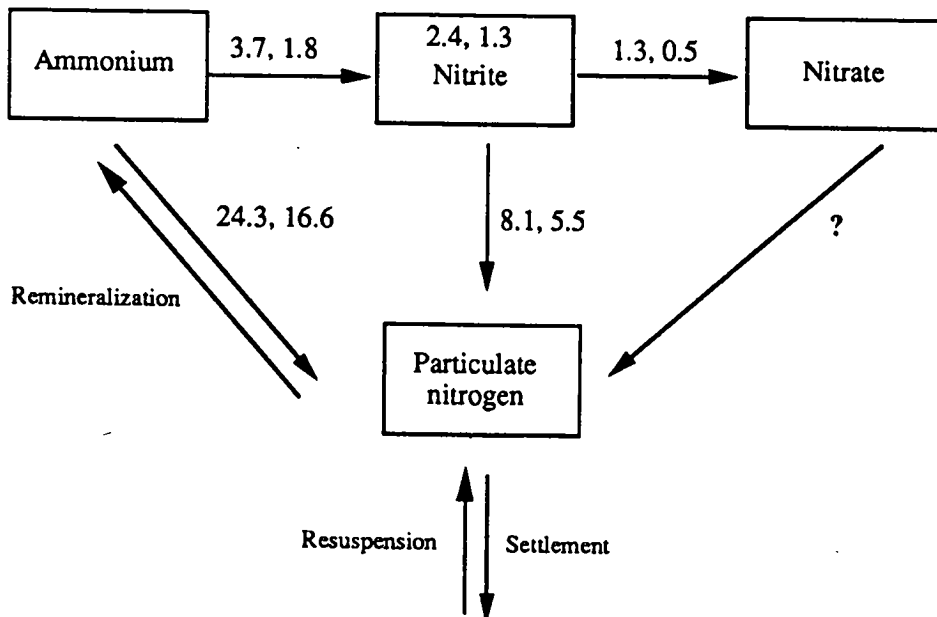 Ammonium
3.7, 1.8
2.4, 1.3
Nitrite
1.3, 0.5
Nitrate
24.3, 16.6
8.1, 5.5
?
Remineralization
Particulate
nitrogen
Resuspension
Settlement